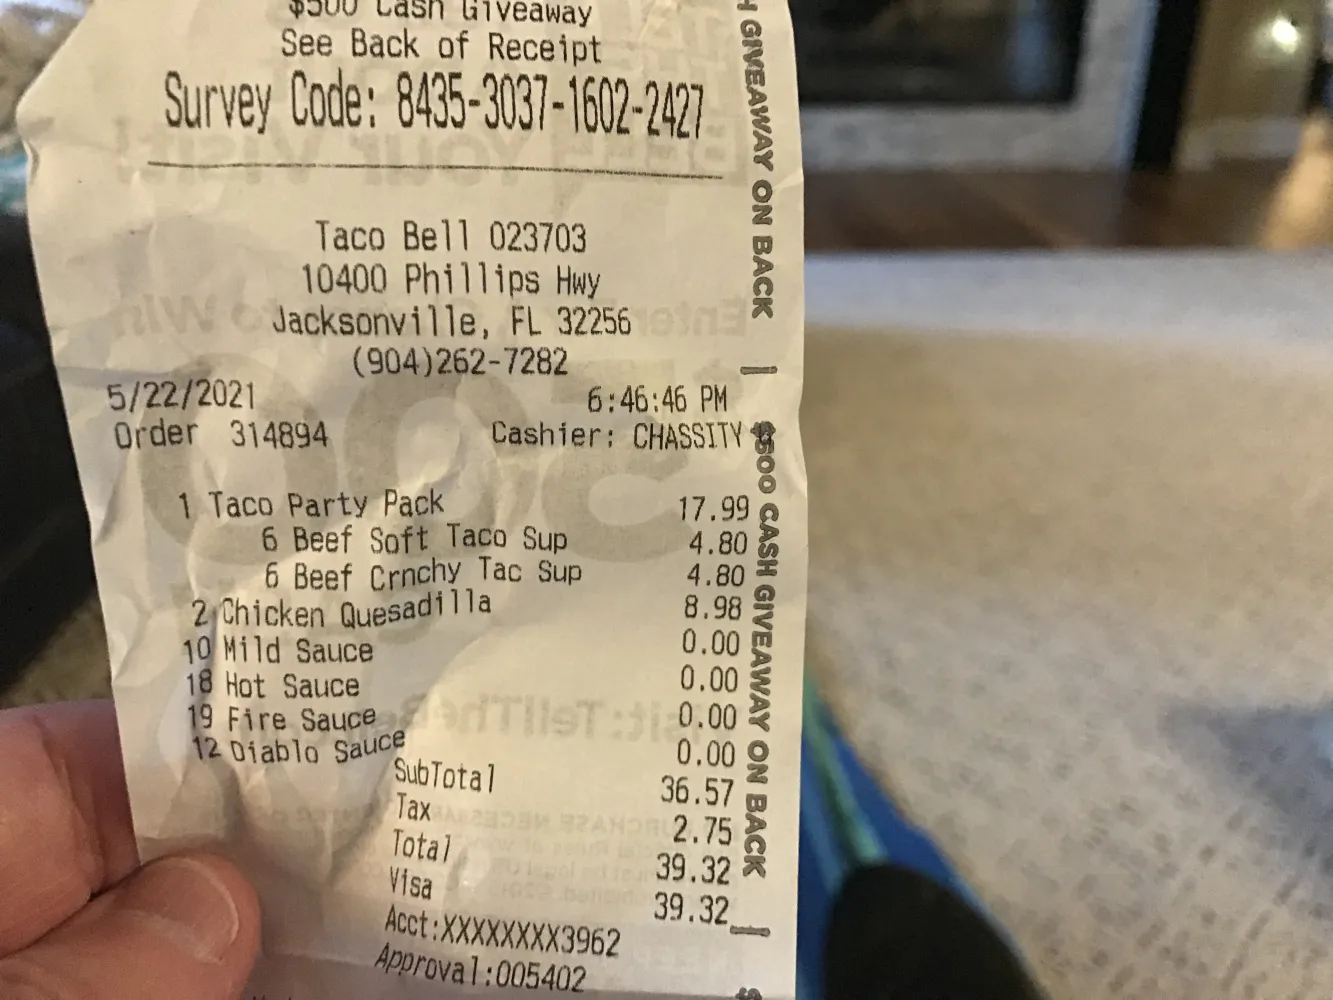 $500 Cash Giveaway
See Back of Receipt
Survey Code: 8435-3037-1602-2427
Taco Bell 023703
10400 Phillips Hwy
Jacksonville, FL 32256
(904)262-7282
5/22/2021 6:46:46 PM
Order 314894 Cashier: CHASSITY
1 Taco Party Pack 17.99
6 Beef Soft Taco Sup 4.80
6 Beef Crnchy Tac Sup 4.80
2 Chicken Quesadilla 8.98
10 Mild Sauce 0.00
18 Hot Sauce 0.00
19 Fire Sauce 0.00
12 Diablo Sauce 0.00
SubTotal 36.57
Tax 2.75
Total 39.32
Visa 39.32
Acct:XXXXXXXX3962
Approval:005402
H GIVEAWAY ON BACK
$500 CASH GIVEAWAY ON BACK